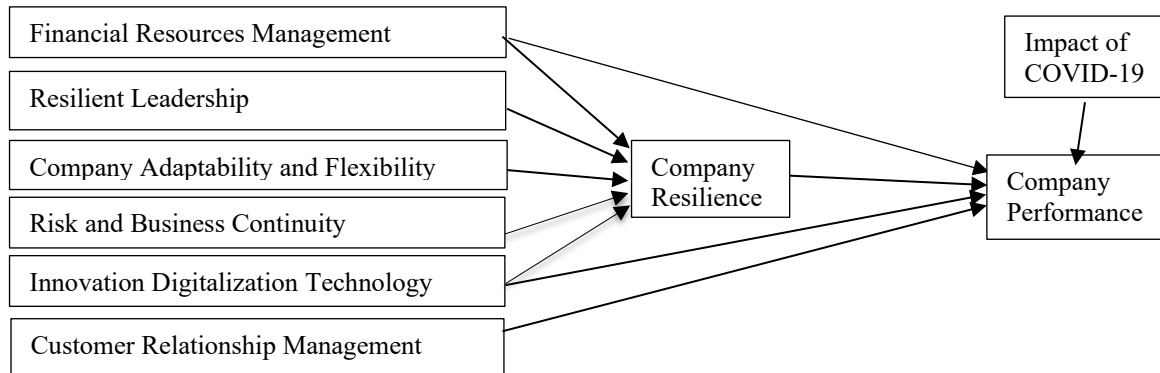 Financial Resources Management
Resilient Leadership
Company Adaptability and Flexibility
Risk and Business Continuity
Innovation Digitalization Technology
Customer Relationship Management
Company
Resilience
Impact of
COVID-19
Company
Performance